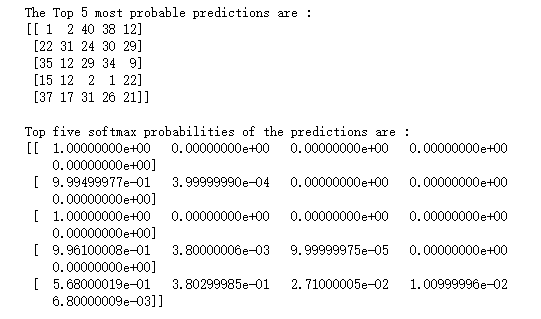 The Top 5 most probable predictions are :
[[ 1  2 40 38 12]
 [22 31 24 30 29]
 [35 12 29 34  9]
 [15 12  2  1 22]
 [37 17 31 26 21]]
Top five softmax probabilities of the predictions are :
[[  1.00000000e+00   0.00000000e+00   0.00000000e+00   0.00000000e+00
    0.00000000e+00]
 [  9.99499977e-01   3.99999990e-04   0.00000000e+00   0.00000000e+00
    0.00000000e+00]
 [  1.00000000e+00   0.00000000e+00   0.00000000e+00   0.00000000e+00
    0.00000000e+00]
 [  9.96100008e-01   3.80000006e-03   9.99999975e-05   0.00000000e+00
    0.00000000e+00]
 [  5.68000019e-01   3.80299985e-01   2.71000005e-02   1.00999996e-02
    6.80000009e-03]]